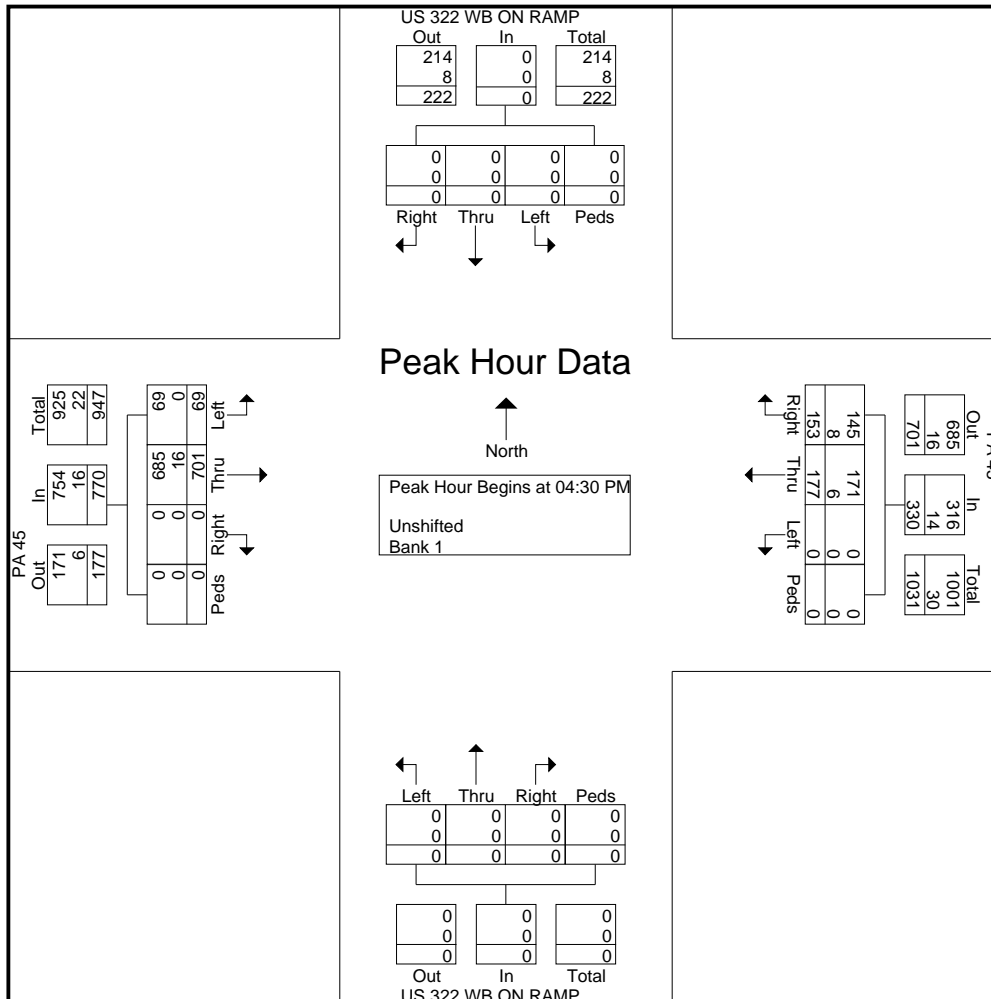 US 322 WB ON RAMP
Out In Total
214 0 214
8 0 8
222 0 222
0 0 0 0
0 0 0 0
0 0 0 0
Right Thru Left Peds
Peak Hour Data
North
Peak Hour Begins at 04:30 PM
Unshifted
Bank 1
PA 45
Total In Out
925 754 171
22 16 6
947 770 177
Left Thru Right Peds
69 701 0 0
0 16 0 0
69 685 0 0
Right Thru Left Peds
145 171 0 0
8 6 0 0
153 177 0 0
Out In Total
685 316 1001
16 14 30
701 330 1031
Left Thru Right Peds
0 0 0 0
0 0 0 0
0 0 0 0
0 0 0
0 0 0
0 0 0
Out In Total
US 322 WB ON RAMP